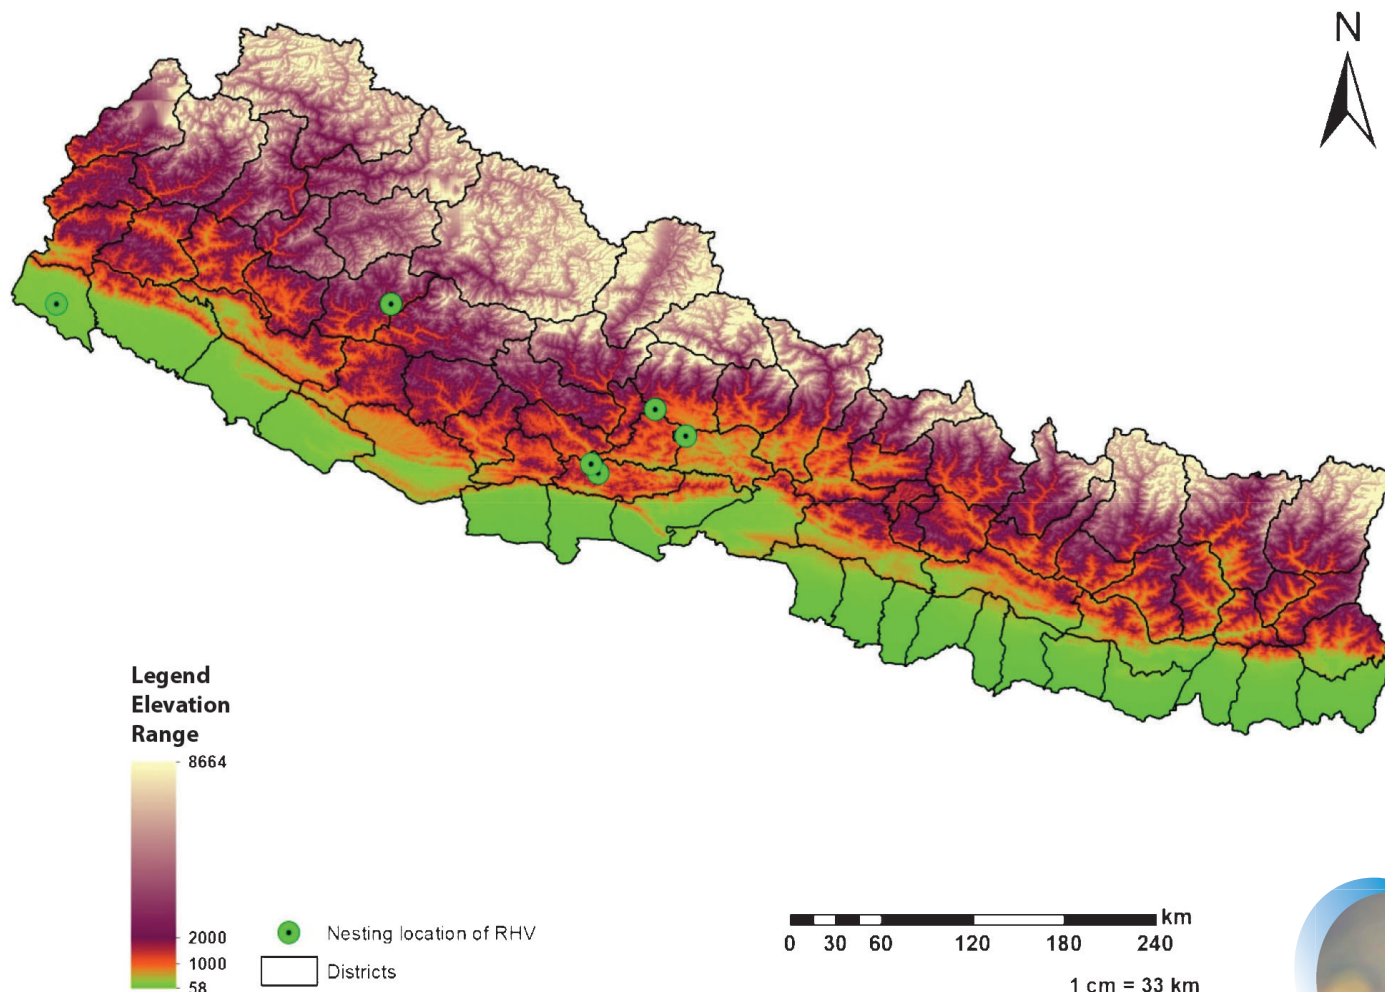 N
Legend
Elevation
Range
8664
2000
1000
58
Nesting location of RHV
Districts
km
0 30 60 120 180 240
1 cm = 33 km